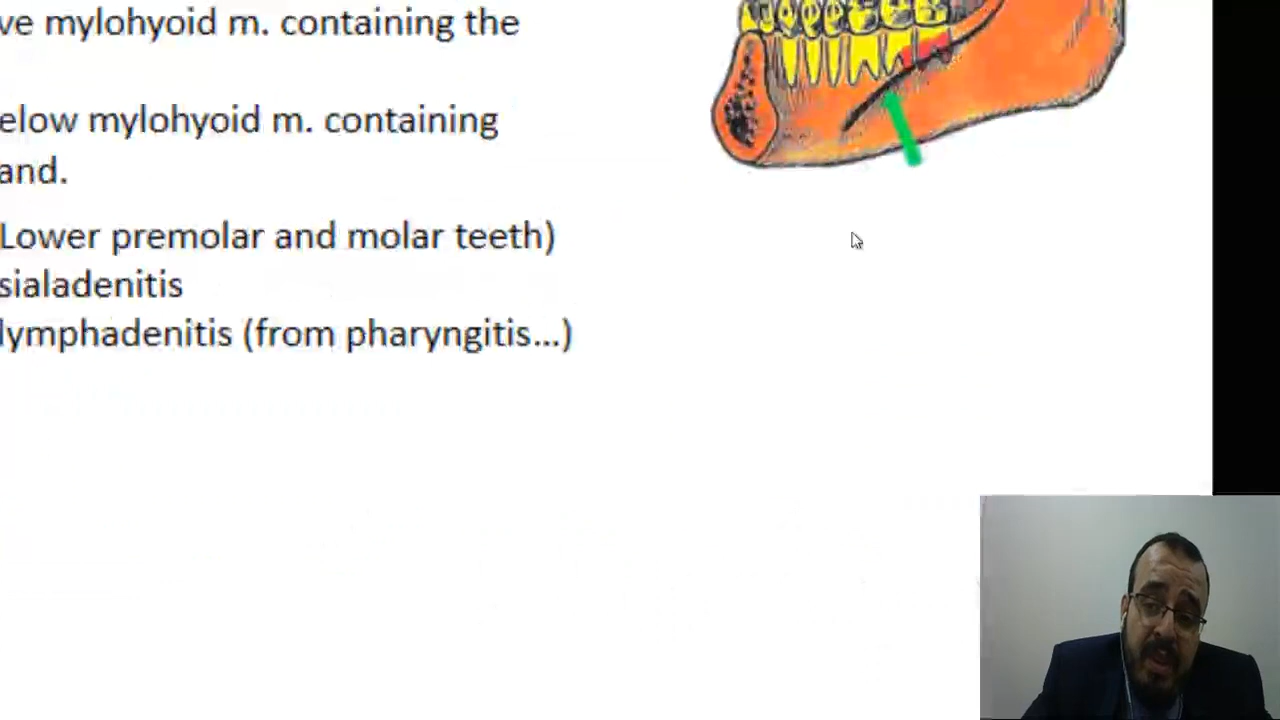 ve mylohyoid m. containing the
elow mylohyoid m. containing
and.
Lower premolar and molar teeth)
sialadenitis
lymphadenitis (from pharyngitis...)